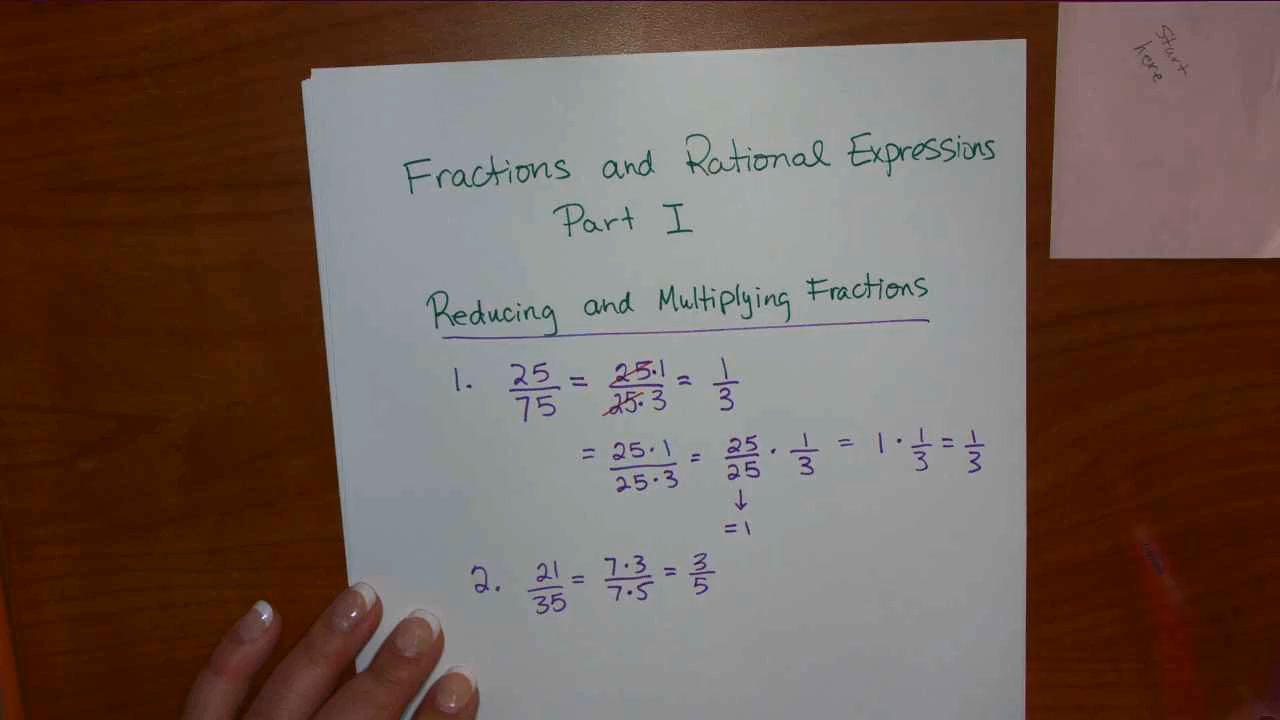 Start
here
Fractions and Rational Expressions
Part I
Reducing and Multiplying Fractions
1. 25/75 = 25·1/25·3 = 1/3
= 25·1/25·3 = 25/25 · 1/3 = 1 · 1/3 = 1/3
↓
=1
2. 21/35 = 7·3/7·5 = 3/5